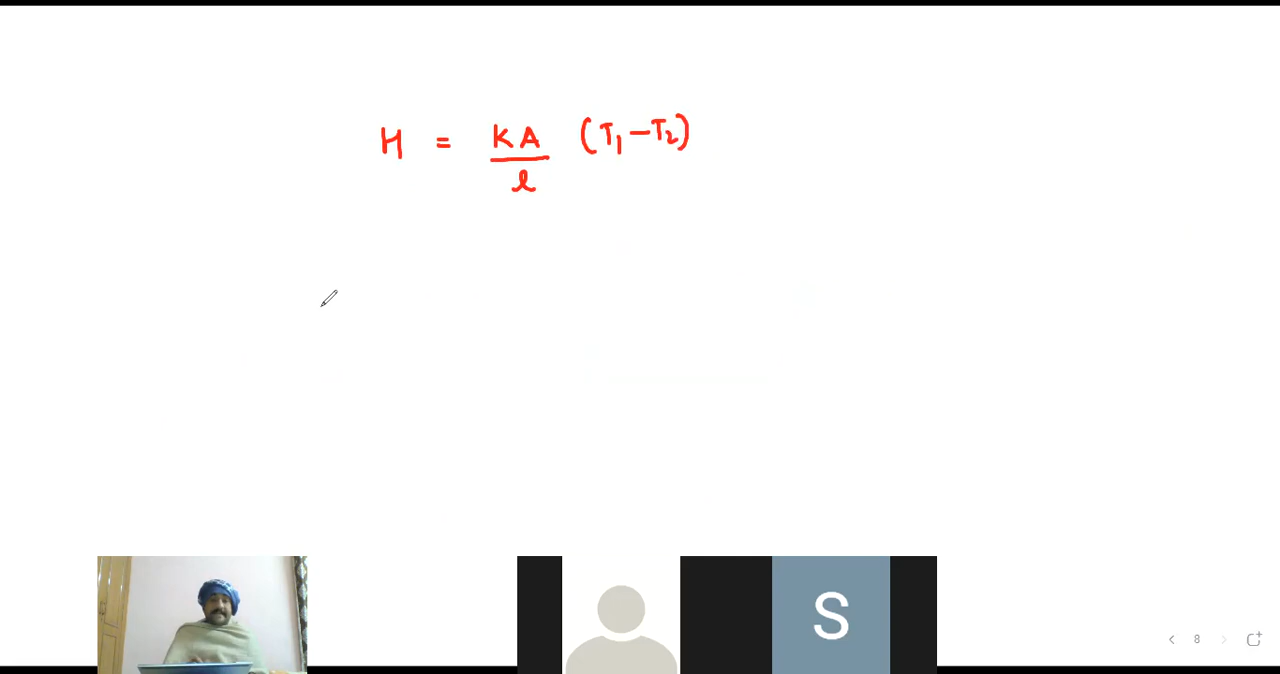 H = KA/l (T₁−T₂)
S
8